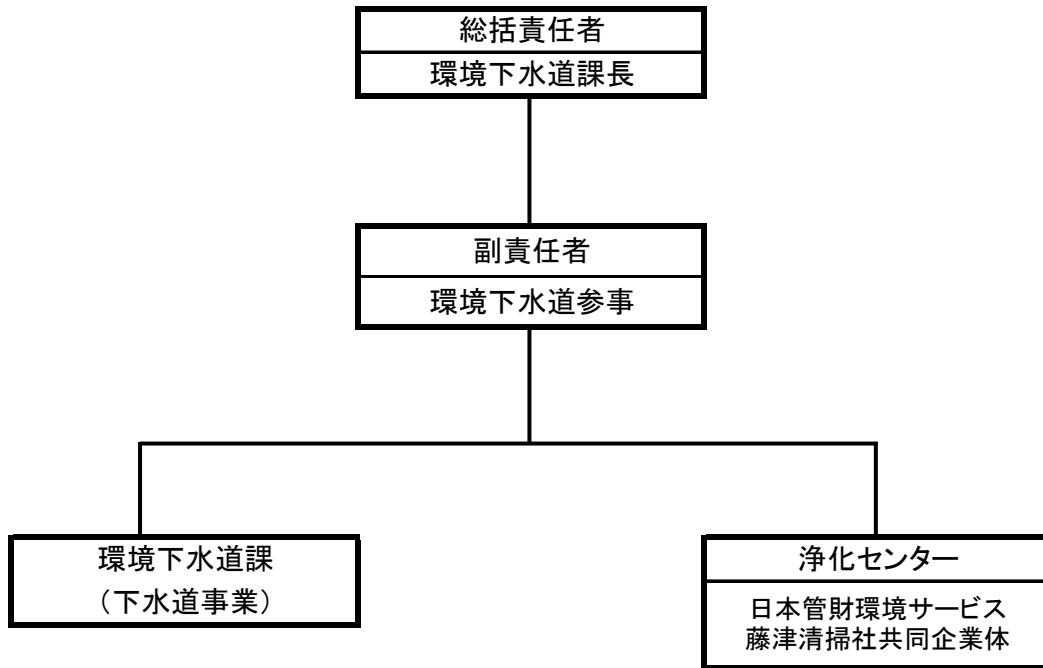 総括責任者
環境下水道課長
副責任者
環境下水道参事
環境下水道課
（下水道事業）
浄化センター
日本管財環境サービス
藤津清掃社共同企業体